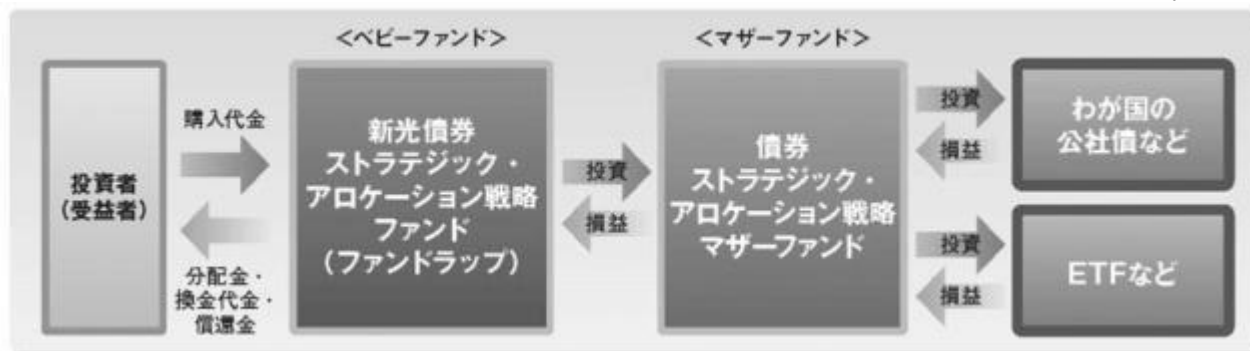 <ベビーファンド>
<マザーファンド>
投資者
(受益者)
購入代金
分配金・
換金代金・
償還金
新光債券
ストラテジック・
アロケーション戦略
ファンド
(ファンドラップ)
投資
損益
債券
ストラテジック・
アロケーション戦略
マザーファンド
投資
損益
わが国の
公社債など
投資
損益
ETFなど